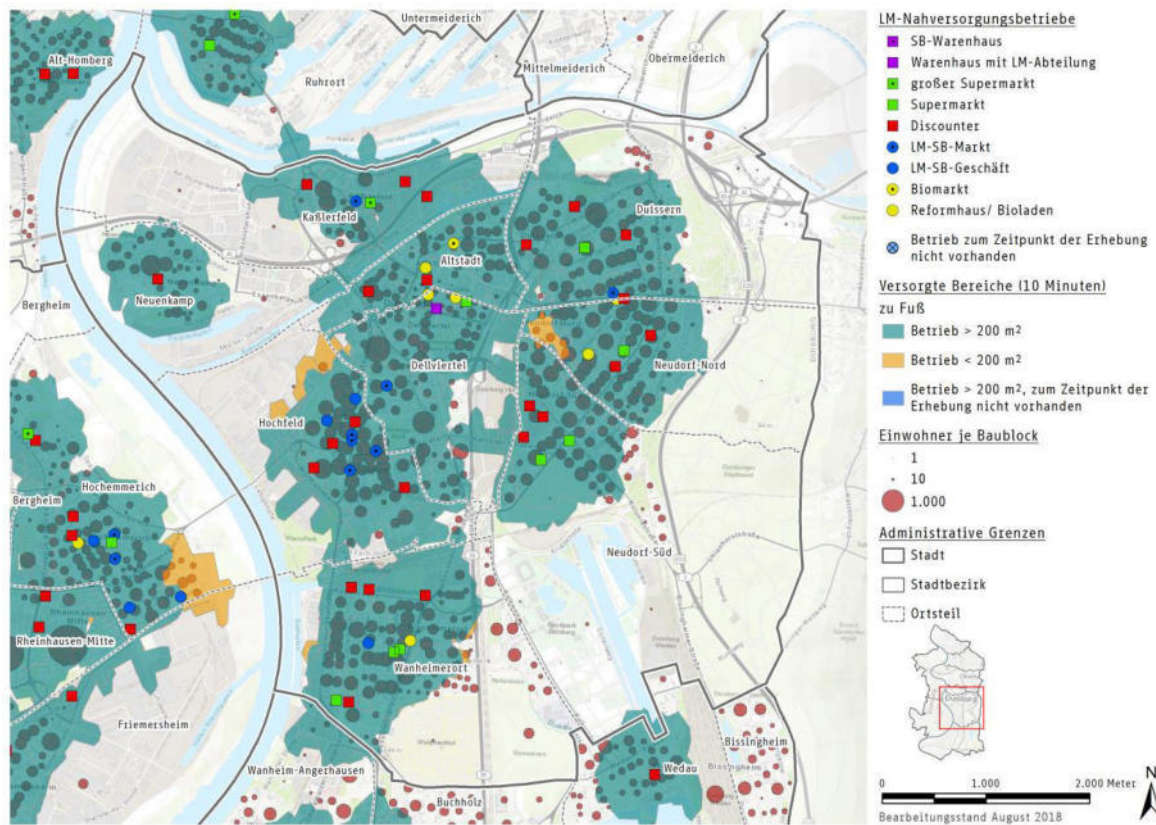 Untermeiderich
Alt-Homberg
Ruhrort
Mittelmeiderich
Obermeiderich
Kaßlerfeld
Duissern
Altstadt
Neuenkamp
Bergheim
Dellviertel
Neudorf-Nord
Hochfeld
Hochemmerich
Bergheim
Neudorf-Süd
Rheinhausen-Mitte
Wanheimerort
Friemersheim
Bissingheim
Wanheim-Angerhausen
Wedau
Buchholz
LM-Nahversorgungsbetriebe
SB-Warenhaus
Warenhaus mit LM-Abteilung
großer Supermarkt
Supermarkt
Discounter
LM-SB-Markt
LM-SB-Geschäft
Biomarkt
Reformhaus/ Bioladen
Betrieb zum Zeitpunkt der Erhebung
nicht vorhanden
Versorgte Bereiche (10 Minuten)
zu Fuß
Betrieb > 200 m²
Betrieb < 200 m²
Betrieb > 200 m², zum Zeitpunkt der
Erhebung nicht vorhanden
Einwohner je Baublock
1
10
1.000
Administrative Grenzen
Stadt
Stadtbezirk
Ortsteil
Duisburg
0 1.000 2.000 Meter
N
Bearbeitungsstand August 2018